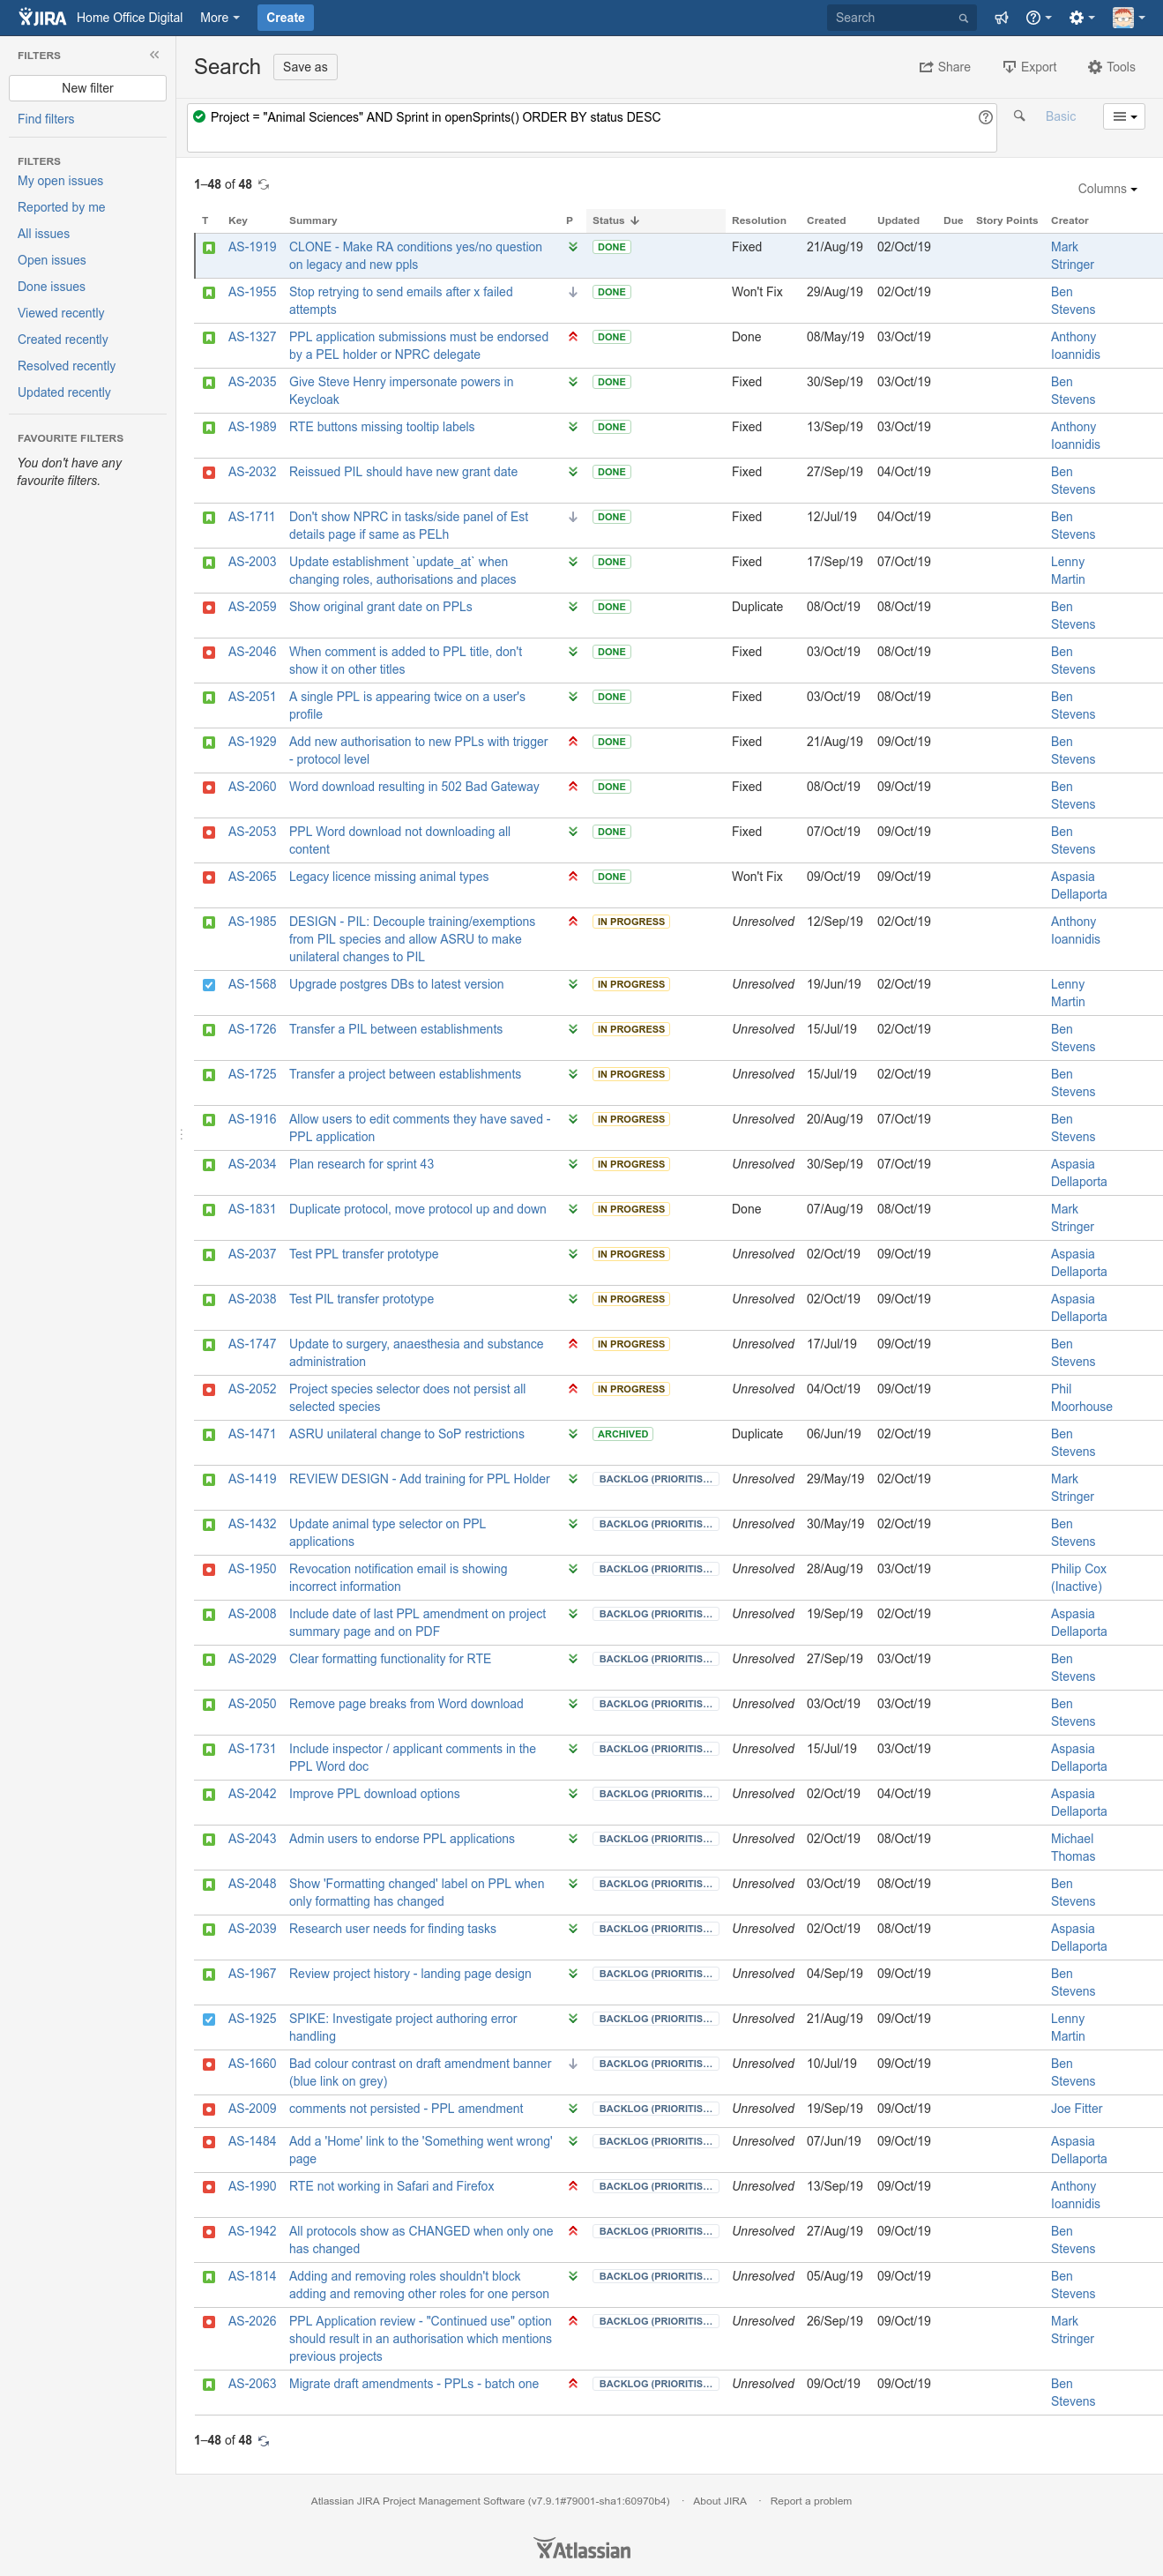 JIRA Home Office Digital More Create Search
FILTERS
New filter
Find filters
FILTERS
My open issues
Reported by me
All issues
Open issues
Done issues
Viewed recently
Created recently
Resolved recently
Updated recently
FAVOURITE FILTERS
You don't have any
favourite filters.
Search Save as Share Export Tools
Project = "Animal Sciences" AND Sprint in openSprints() ORDER BY status DESC Basic
1–48 of 48
Columns
T Key Summary P Status Resolution Created Updated Due Story Points Creator
AS-1919 CLONE - Make RA conditions yes/no question DONE Fixed 21/Aug/19 02/Oct/19 Mark
on legacy and new ppls Stringer
AS-1955 Stop retrying to send emails after x failed DONE Won't Fix 29/Aug/19 02/Oct/19 Ben
attempts Stevens
AS-1327 PPL application submissions must be endorsed DONE Done 08/May/19 03/Oct/19 Anthony
by a PEL holder or NPRC delegate Ioannidis
AS-2035 Give Steve Henry impersonate powers in DONE Fixed 30/Sep/19 03/Oct/19 Ben
Keycloak Stevens
AS-1989 RTE buttons missing tooltip labels DONE Fixed 13/Sep/19 03/Oct/19 Anthony
Ioannidis
AS-2032 Reissued PIL should have new grant date DONE Fixed 27/Sep/19 04/Oct/19 Ben
Stevens
AS-1711 Don't show NPRC in tasks/side panel of Est DONE Fixed 12/Jul/19 04/Oct/19 Ben
details page if same as PELh Stevens
AS-2003 Update establishment `update_at` when DONE Fixed 17/Sep/19 07/Oct/19 Lenny
changing roles, authorisations and places Martin
AS-2059 Show original grant date on PPLs DONE Duplicate 08/Oct/19 08/Oct/19 Ben
Stevens
AS-2046 When comment is added to PPL title, don't DONE Fixed 03/Oct/19 08/Oct/19 Ben
show it on other titles Stevens
AS-2051 A single PPL is appearing twice on a user's DONE Fixed 03/Oct/19 08/Oct/19 Ben
profile Stevens
AS-1929 Add new authorisation to new PPLs with trigger DONE Fixed 21/Aug/19 09/Oct/19 Ben
- protocol level Stevens
AS-2060 Word download resulting in 502 Bad Gateway DONE Fixed 08/Oct/19 09/Oct/19 Ben
Stevens
AS-2053 PPL Word download not downloading all DONE Fixed 07/Oct/19 09/Oct/19 Ben
content Stevens
AS-2065 Legacy licence missing animal types DONE Won't Fix 09/Oct/19 09/Oct/19 Aspasia
Dellaporta
AS-1985 DESIGN - PIL: Decouple training/exemptions IN PROGRESS Unresolved 12/Sep/19 02/Oct/19 Anthony
from PIL species and allow ASRU to make Ioannidis
unilateral changes to PIL
AS-1568 Upgrade postgres DBs to latest version IN PROGRESS Unresolved 19/Jun/19 02/Oct/19 Lenny
Martin
AS-1726 Transfer a PIL between establishments IN PROGRESS Unresolved 15/Jul/19 02/Oct/19 Ben
Stevens
AS-1725 Transfer a project between establishments IN PROGRESS Unresolved 15/Jul/19 02/Oct/19 Ben
Stevens
AS-1916 Allow users to edit comments they have saved - IN PROGRESS Unresolved 20/Aug/19 07/Oct/19 Ben
PPL application Stevens
AS-2034 Plan research for sprint 43 IN PROGRESS Unresolved 30/Sep/19 07/Oct/19 Aspasia
Dellaporta
AS-1831 Duplicate protocol, move protocol up and down IN PROGRESS Done 07/Aug/19 08/Oct/19 Mark
Stringer
AS-2037 Test PPL transfer prototype IN PROGRESS Unresolved 02/Oct/19 09/Oct/19 Aspasia
Dellaporta
AS-2038 Test PIL transfer prototype IN PROGRESS Unresolved 02/Oct/19 09/Oct/19 Aspasia
Dellaporta
AS-1747 Update to surgery, anaesthesia and substance IN PROGRESS Unresolved 17/Jul/19 09/Oct/19 Ben
administration Stevens
AS-2052 Project species selector does not persist all IN PROGRESS Unresolved 04/Oct/19 09/Oct/19 Phil
selected species Moorhouse
AS-1471 ASRU unilateral change to SoP restrictions ARCHIVED Duplicate 06/Jun/19 02/Oct/19 Ben
Stevens
AS-1419 REVIEW DESIGN - Add training for PPL Holder BACKLOG (PRIORITIS... Unresolved 29/May/19 02/Oct/19 Mark
Stringer
AS-1432 Update animal type selector on PPL BACKLOG (PRIORITIS... Unresolved 30/May/19 02/Oct/19 Ben
applications Stevens
AS-1950 Revocation notification email is showing BACKLOG (PRIORITIS... Unresolved 28/Aug/19 03/Oct/19 Philip Cox
incorrect information (Inactive)
AS-2008 Include date of last PPL amendment on project BACKLOG (PRIORITIS... Unresolved 19/Sep/19 02/Oct/19 Aspasia
summary page and on PDF Dellaporta
AS-2029 Clear formatting functionality for RTE BACKLOG (PRIORITIS... Unresolved 27/Sep/19 03/Oct/19 Ben
Stevens
AS-2050 Remove page breaks from Word download BACKLOG (PRIORITIS... Unresolved 03/Oct/19 03/Oct/19 Ben
Stevens
AS-1731 Include inspector / applicant comments in the BACKLOG (PRIORITIS... Unresolved 15/Jul/19 03/Oct/19 Aspasia
PPL Word doc Dellaporta
AS-2042 Improve PPL download options BACKLOG (PRIORITIS... Unresolved 02/Oct/19 04/Oct/19 Aspasia
Dellaporta
AS-2043 Admin users to endorse PPL applications BACKLOG (PRIORITIS... Unresolved 02/Oct/19 08/Oct/19 Michael
Thomas
AS-2048 Show 'Formatting changed' label on PPL when BACKLOG (PRIORITIS... Unresolved 03/Oct/19 08/Oct/19 Ben
only formatting has changed Stevens
AS-2039 Research user needs for finding tasks BACKLOG (PRIORITIS... Unresolved 02/Oct/19 08/Oct/19 Aspasia
Dellaporta
AS-1967 Review project history - landing page design BACKLOG (PRIORITIS... Unresolved 04/Sep/19 09/Oct/19 Ben
Stevens
AS-1925 SPIKE: Investigate project authoring error BACKLOG (PRIORITIS... Unresolved 21/Aug/19 09/Oct/19 Lenny
handling Martin
AS-1660 Bad colour contrast on draft amendment banner BACKLOG (PRIORITIS... Unresolved 10/Jul/19 09/Oct/19 Ben
(blue link on grey) Stevens
AS-2009 comments not persisted - PPL amendment BACKLOG (PRIORITIS... Unresolved 19/Sep/19 09/Oct/19 Joe Fitter
AS-1484 Add a 'Home' link to the 'Something went wrong' BACKLOG (PRIORITIS... Unresolved 07/Jun/19 09/Oct/19 Aspasia
page Dellaporta
AS-1990 RTE not working in Safari and Firefox BACKLOG (PRIORITIS... Unresolved 13/Sep/19 09/Oct/19 Anthony
Ioannidis
AS-1942 All protocols show as CHANGED when only one BACKLOG (PRIORITIS... Unresolved 27/Aug/19 09/Oct/19 Ben
has changed Stevens
AS-1814 Adding and removing roles shouldn't block BACKLOG (PRIORITIS... Unresolved 05/Aug/19 09/Oct/19 Ben
adding and removing other roles for one person Stevens
AS-2026 PPL Application review - "Continued use" option BACKLOG (PRIORITIS... Unresolved 26/Sep/19 09/Oct/19 Mark
should result in an authorisation which mentions Stringer
previous projects
AS-2063 Migrate draft amendments - PPLs - batch one BACKLOG (PRIORITIS... Unresolved 09/Oct/19 09/Oct/19 Ben
Stevens
1–48 of 48
Atlassian JIRA Project Management Software (v7.9.1#79001-sha1:60970b4) · About JIRA · Report a problem
Atlassian